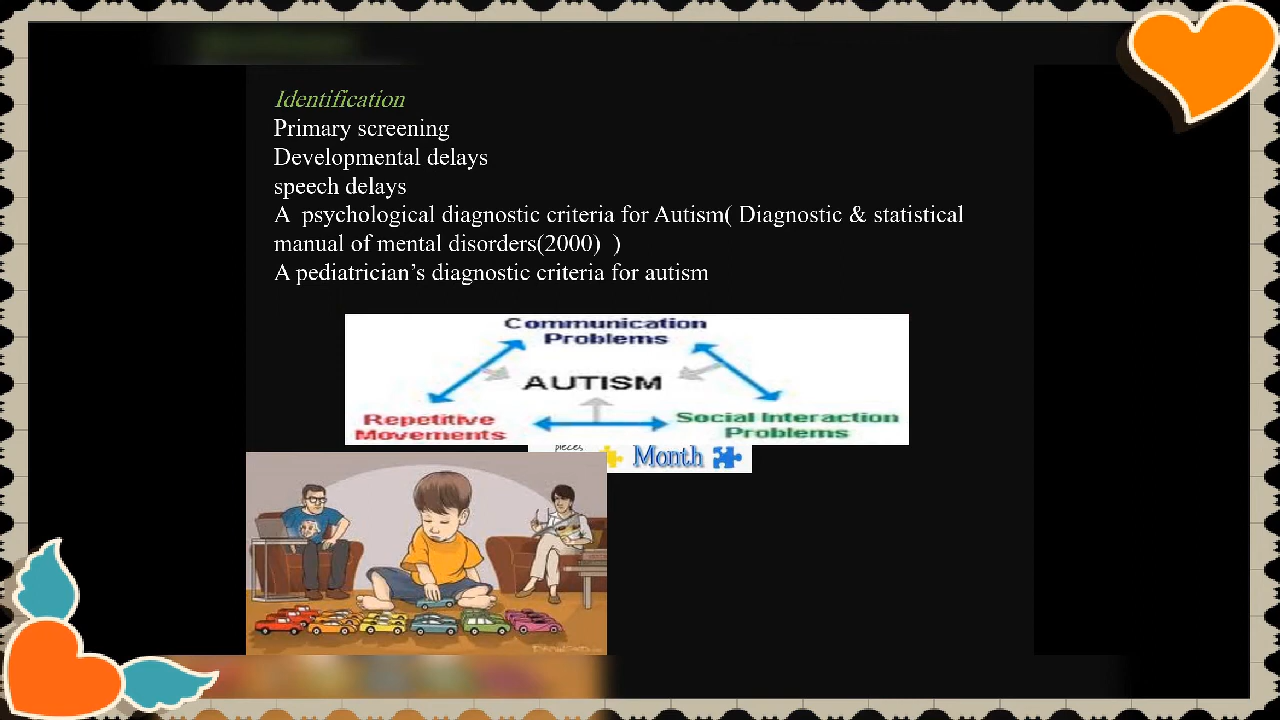 Identification
Primary screening
Developmental delays
speech delays
A  psychological diagnostic criteria for Autism( Diagnostic & statistical
manual of mental disorders(2000)  )
A pediatrician’s diagnostic criteria for autism
Communication
Problems
AUTISM
Repetitive
Movements
Social Interaction
Problems
pieces
Month